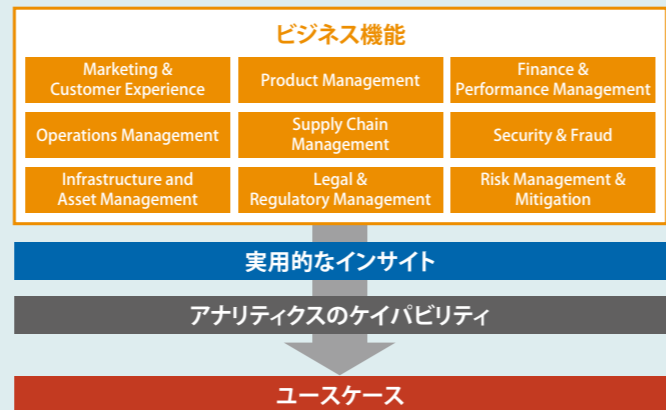 ビジネス機能
Marketing &
Customer Experience
Product Management
Finance &
Performance Management
Operations Management
Supply Chain
Management
Security & Fraud
Infrastructure and
Asset Management
Legal &
Regulatory Management
Risk Management &
Mitigation
実用的なインサイト
アナリティクスのケイパビリティ
ユースケース